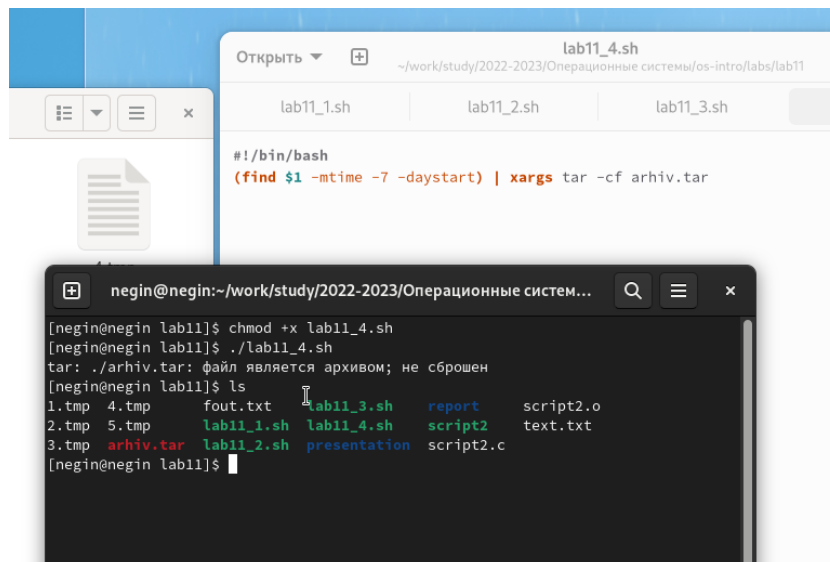 Открыть
lab11_4.sh
~/work/study/2022-2023/Операционные системы/os-intro/labs/lab11
lab11_1.sh
lab11_2.sh
lab11_3.sh
#!/bin/bash
(find $1 -mtime -7 -daystart) | xargs tar -cf arhiv.tar
negin@negin:~/work/study/2022-2023/Операционные систем...
[negin@negin lab11]$ chmod +x lab11_4.sh
[negin@negin lab11]$ ./lab11_4.sh
tar: ./arhiv.tar: файл является архивом; не сброшен
[negin@negin lab11]$ ls
1.tmp 4.tmp fout.txt lab11_3.sh report script2.o
2.tmp 5.tmp lab11_1.sh lab11_4.sh script2 text.txt
3.tmp arhiv.tar lab11_2.sh presentation script2.c
[negin@negin lab11]$